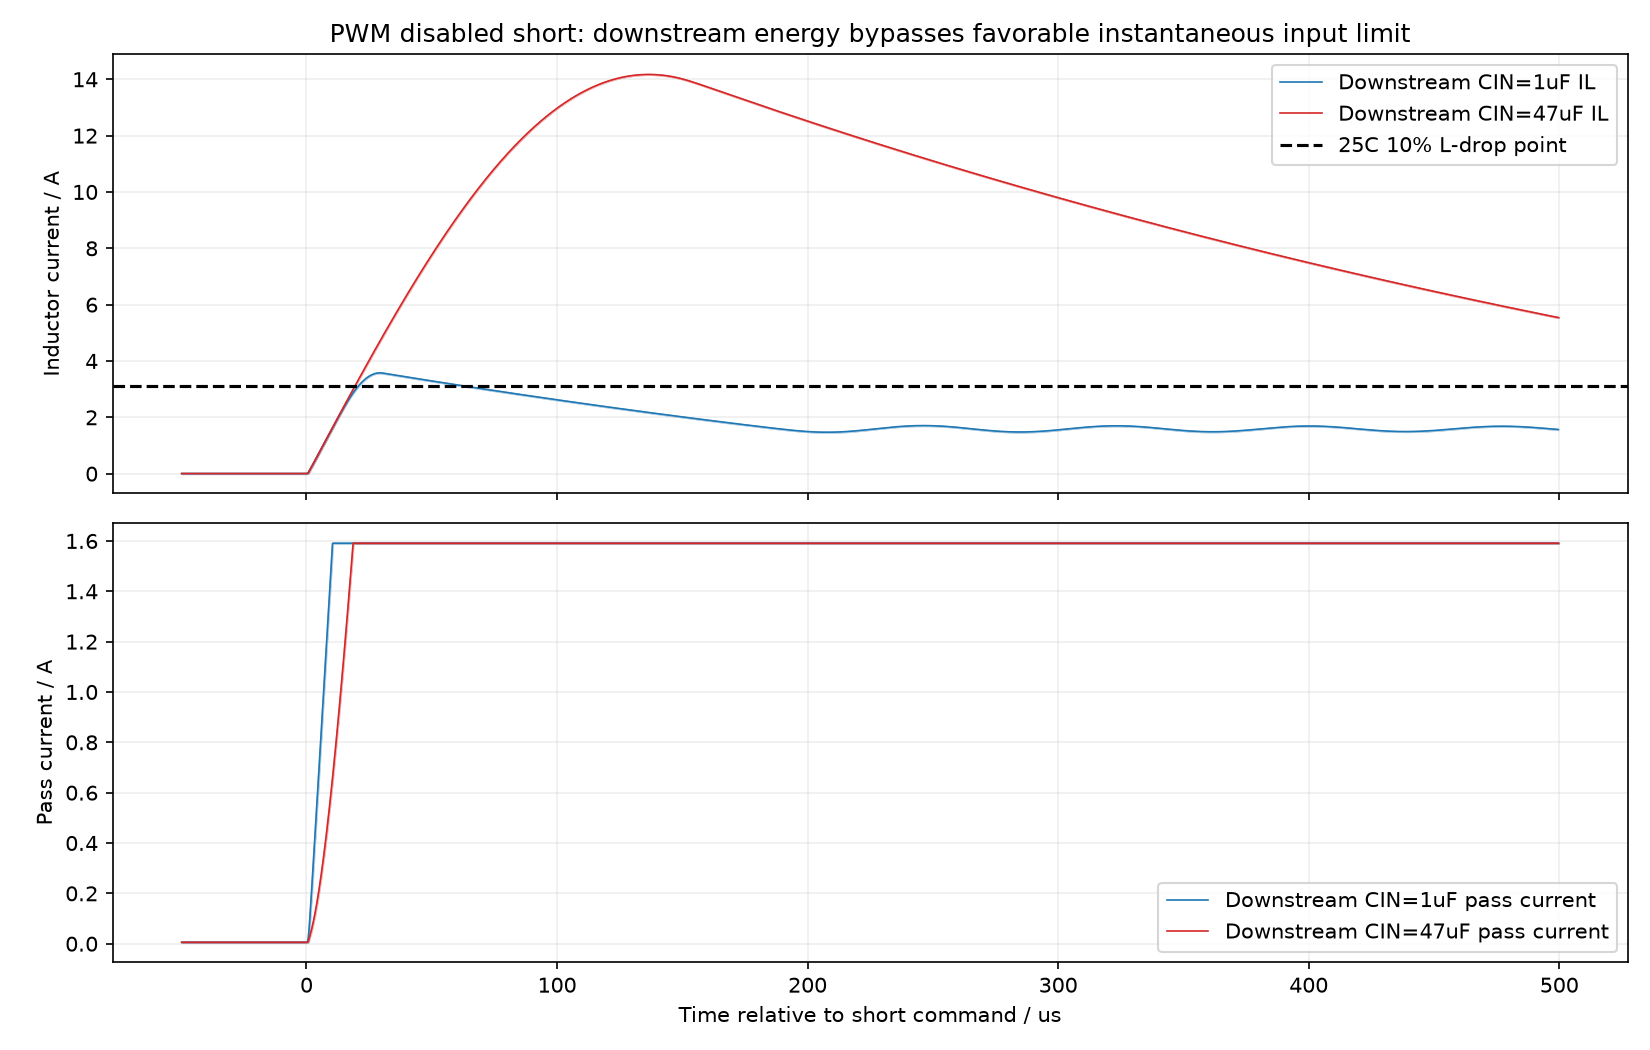 PWM disabled short: downstream energy bypasses favorable instantaneous input limit
Inductor current / A
14
12
10
8
6
4
2
0
Downstream CIN=1uF IL
Downstream CIN=47uF IL
25C 10% L-drop point
Pass current / A
1.6
1.4
1.2
1.0
0.8
0.6
0.4
0.2
0.0
Downstream CIN=1uF pass current
Downstream CIN=47uF pass current
0 100 200 300 400 500
Time relative to short command / us